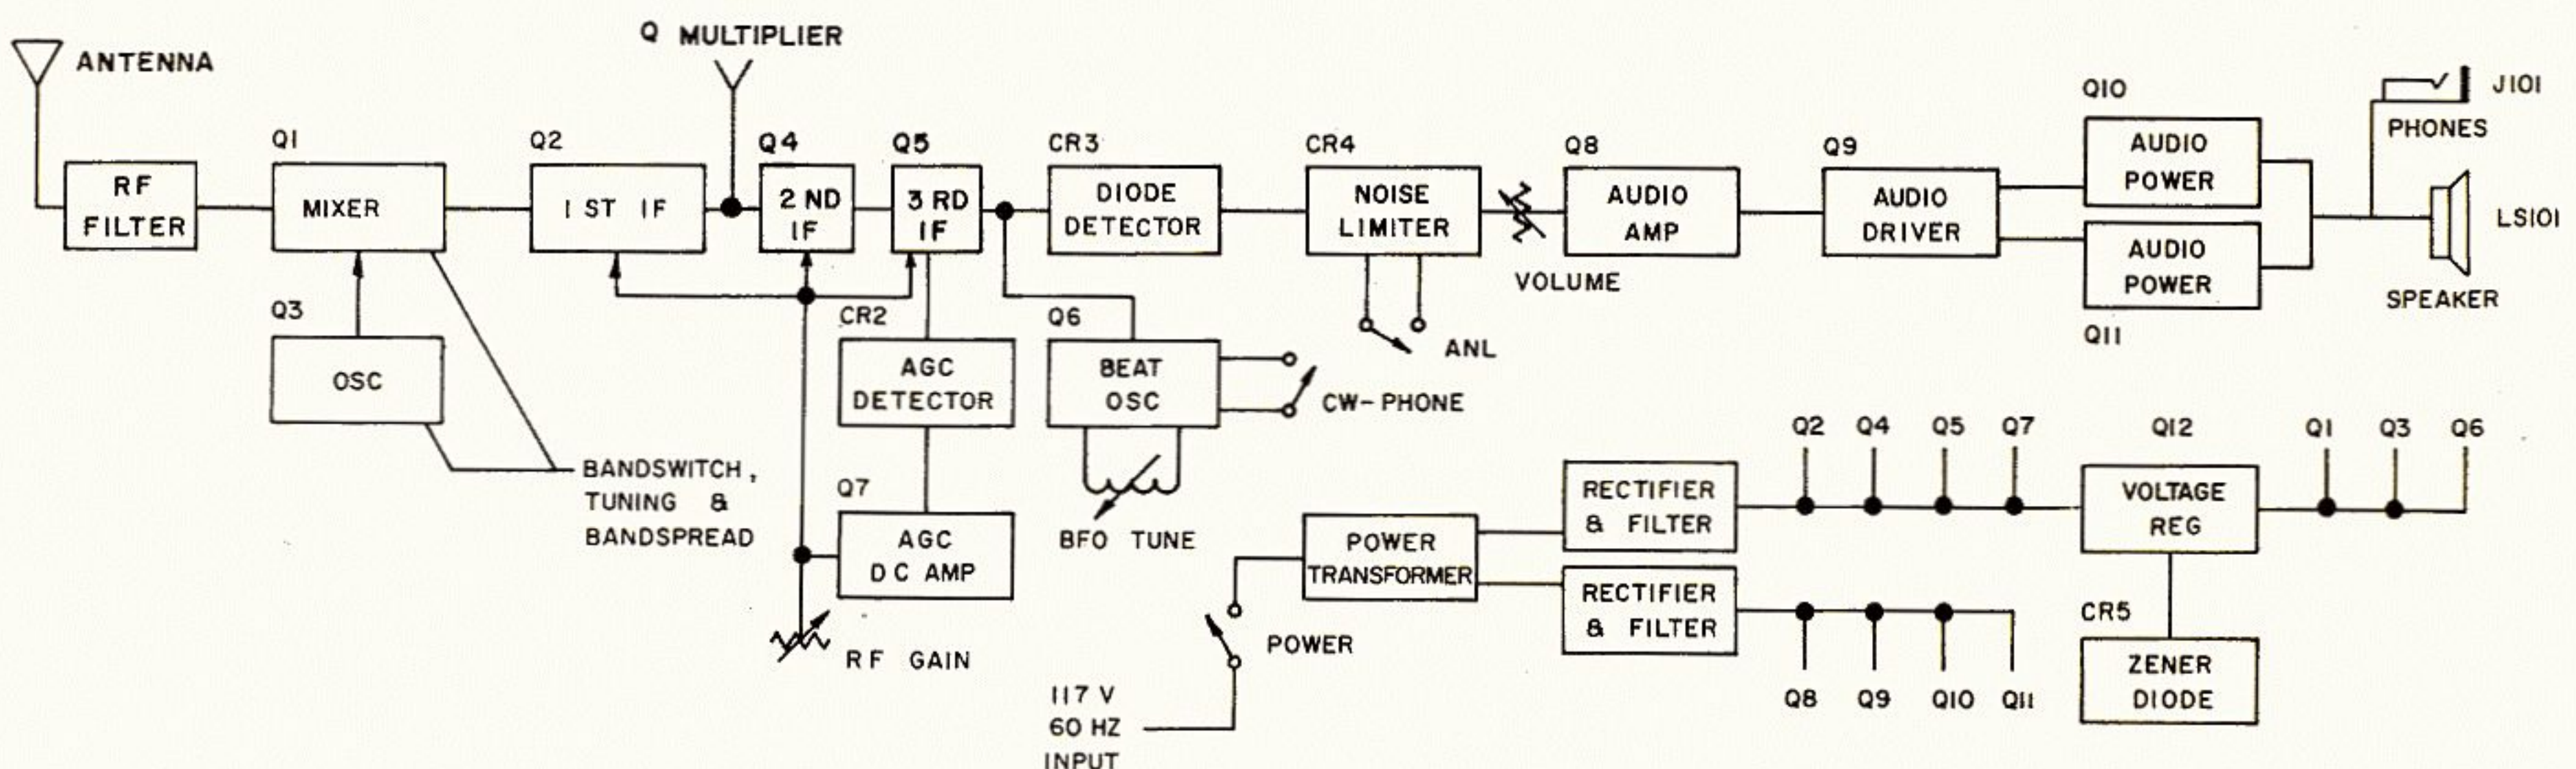 ANTENNA
Q MULTIPLIER
Q1
MIXER
RF
FILTER
Q2
1 ST IF
Q4
2 ND
IF
Q5
3 RD
IF
CR3
DIODE
DETECTOR
CR4
NOISE
LIMITER
VOLUME
Q8
AUDIO
AMP
Q9
AUDIO
DRIVER
Q10
AUDIO
POWER
AUDIO
POWER
Q11
J101
PHONES
LS101
SPEAKER
Q3
OSC
BANDSWITCH,
TUNING &
BANDSPREAD
CR2
AGC
DETECTOR
Q7
AGC
DC AMP
RF GAIN
Q6
BEAT
OSC
CW-PHONE
BFO TUNE
ANL
117 V
60 HZ
INPUT
POWER
POWER
TRANSFORMER
RECTIFIER
& FILTER
RECTIFIER
& FILTER
Q2 Q4 Q5 Q7
Q8 Q9 Q10 Q11
Q12
VOLTAGE
REG
CR5
ZENER
DIODE
Q1 Q3 Q6